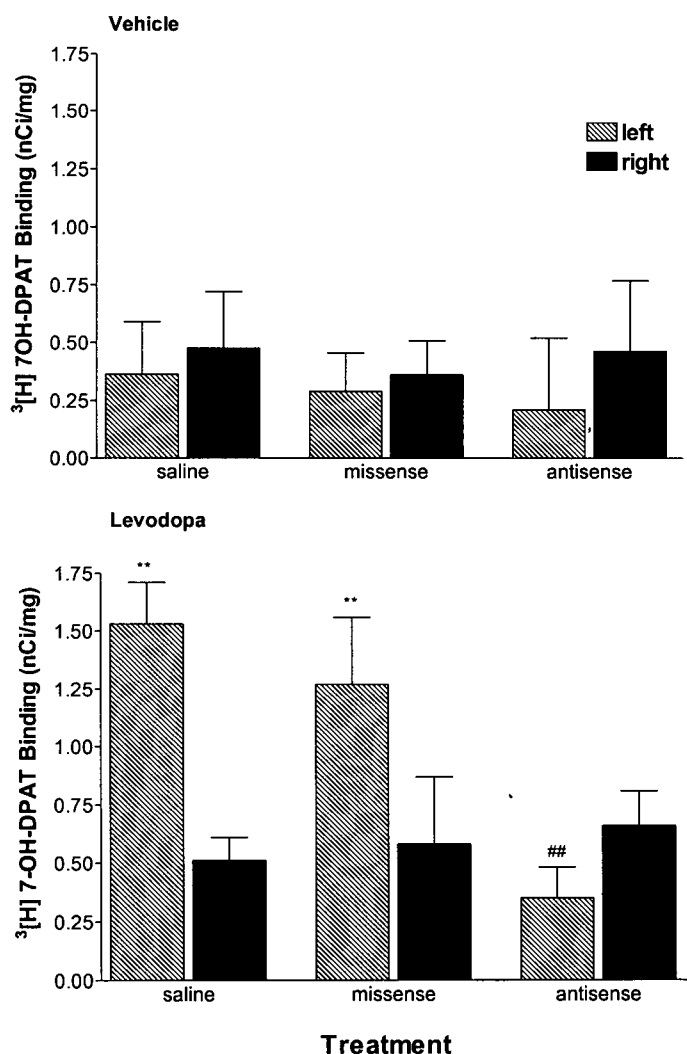 Vehicle
³[H] 7OH-DPAT Binding (nCi/mg)
1.75
1.50
1.25
1.00
0.75
0.50
0.25
0.00
left
right
saline missense antisense
Levodopa
³[H] 7-OH-DPAT Binding (nCi/mg)
1.75
1.50
1.25
1.00
0.75
0.50
0.25
0.00
**
**
##
saline missense antisense
Treatment